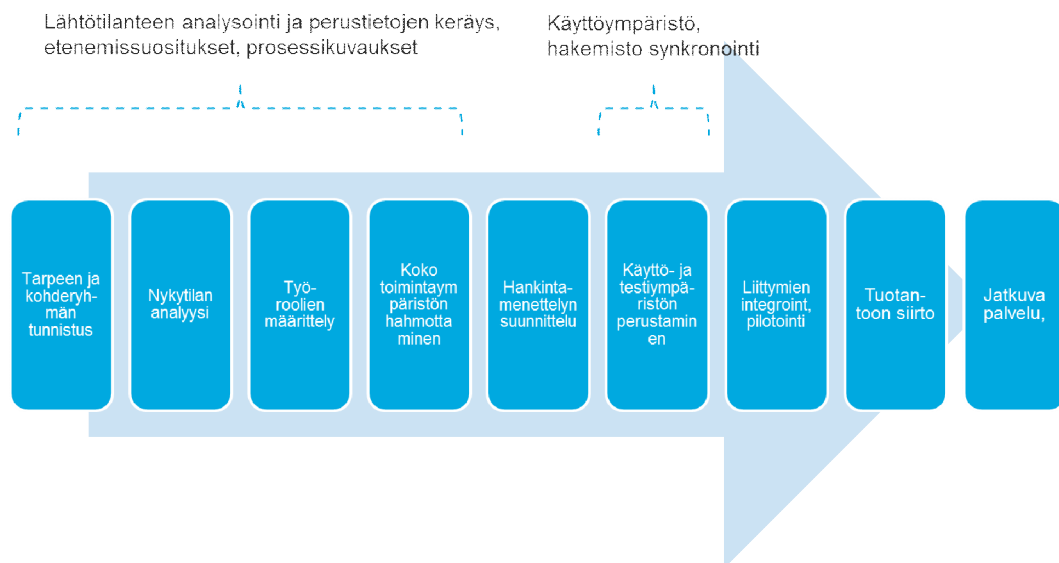 Lähtötilanteen analysointi ja perustietojen keräys,
etenemissuositukset, prosessikuvaukset
Käyttöympäristö,
hakemisto synkronointi
Tarpeen ja
kohderyh-
män
tunnistus
Nykytilan
analyysi
Työ-
roolien
määrittely
Koko
toimintaym
päristön
hahmotta
minen
Hankinta-
menettelyn
suunnittelu
Käyttö- ja
testiympä-
ristön
perustamin
en
Liittymien
integroint,
pilotointi
Tuotan-
toon siirto
Jatkuva
palvelu,